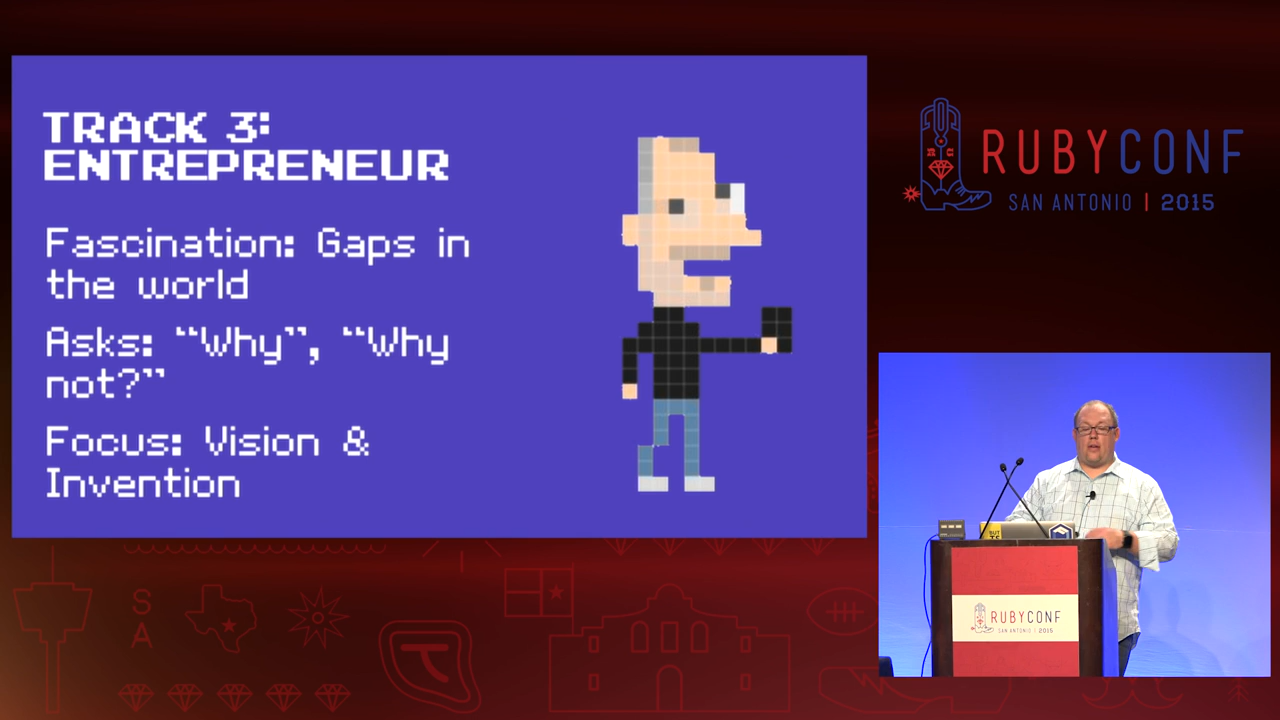 TRACK 3:
ENTREPRENEUR
Fascination: Gaps in
the world
Asks: “Why”, “Why
not?”
Focus: Vision &
Invention
RUBYCONF
SAN ANTONIO | 2015
S
A
RUBYCONF
SAN ANTONIO | 2015